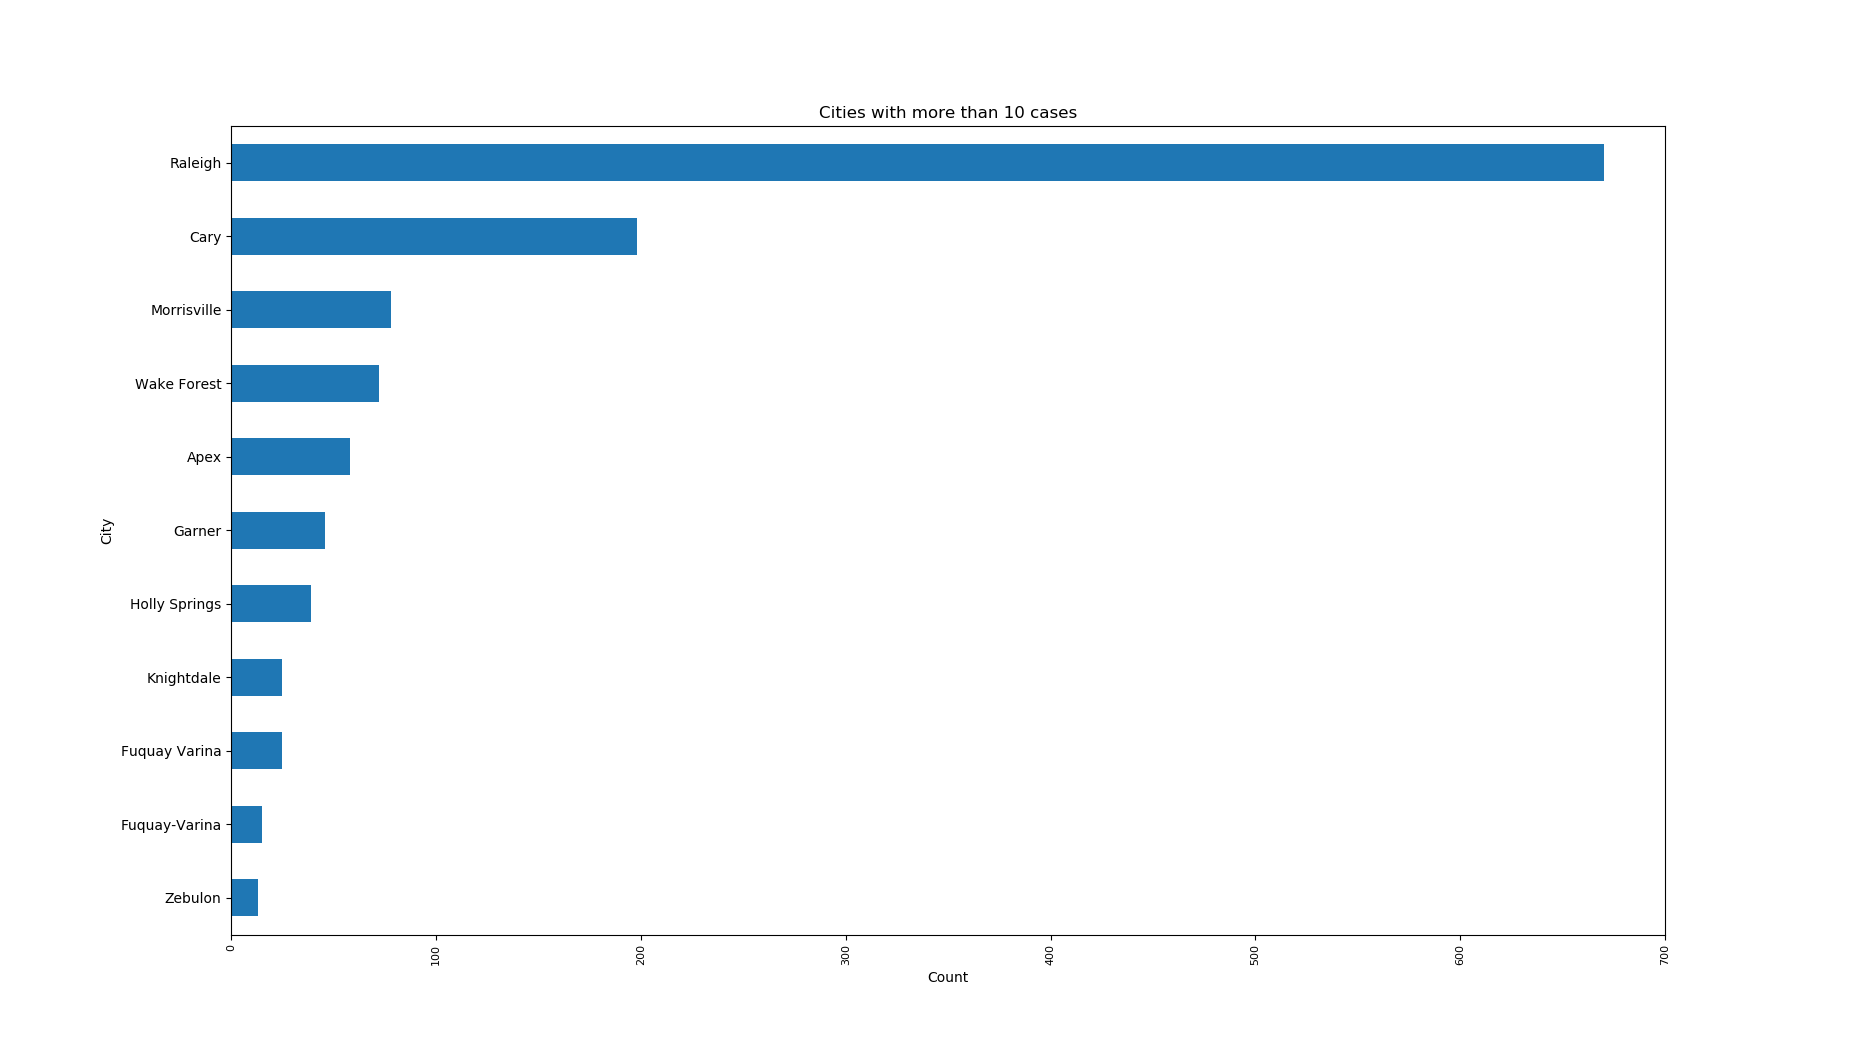 Cities with more than 10 cases
Raleigh
Cary
Morrisville
Wake Forest
Apex
Garner
Holly Springs
Knightdale
Fuquay Varina
Fuquay-Varina
Zebulon
City
0 100 200 300 400 500 600 700
Count